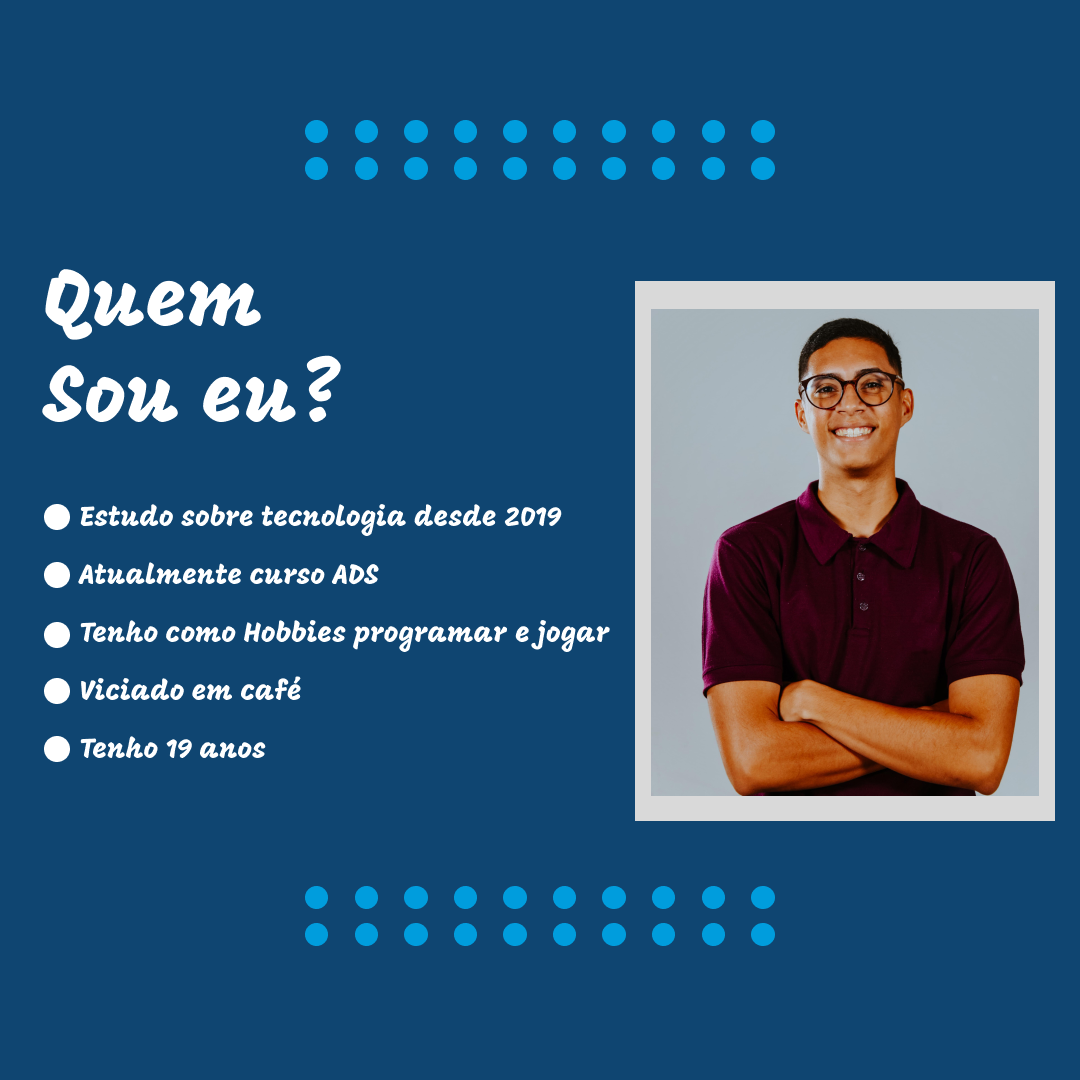 Quem
Sou eu?
Estudo sobre tecnologia desde 2019
Atualmente curso ADS
Tenho como Hobbies programar e jogar
Viciado em café
Tenho 19 anos